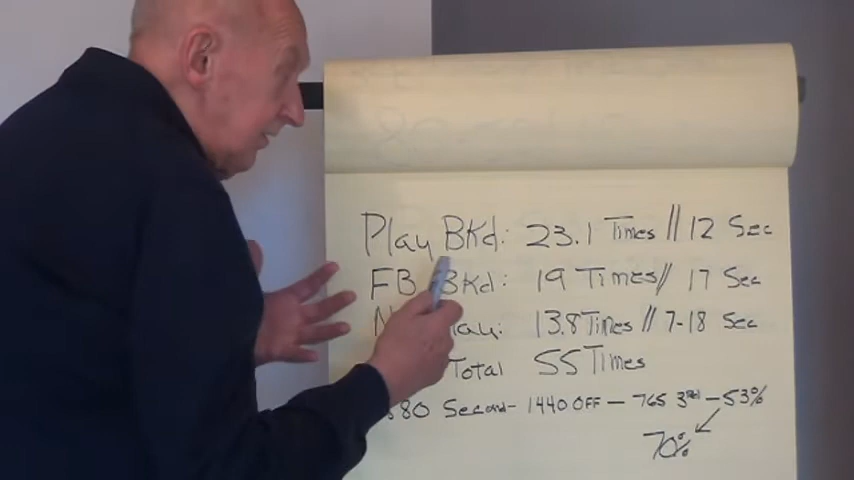 Play BKd: 23.1 Times // 12 Sec
FB BKd: 19 Times // 17 Sec
13.8 Times // 7-18 Sec
Total 55 Times
80 Second- 1440 OFF - 765 3rd - 53%
70%